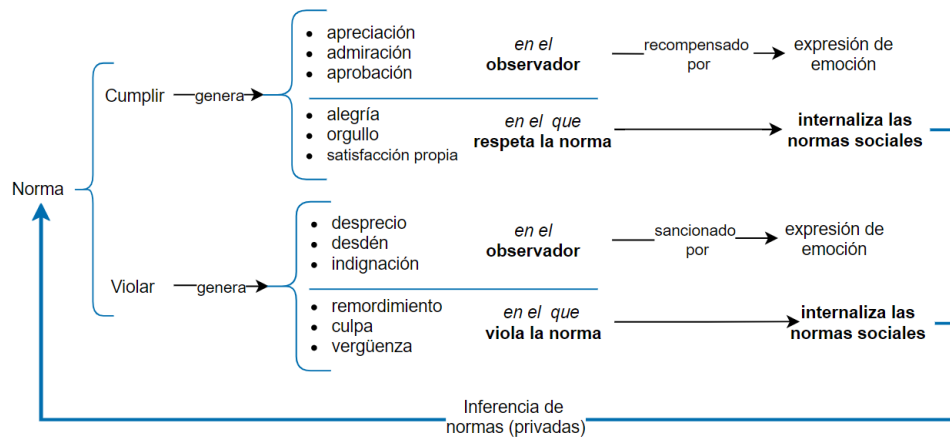 apreciación
admiración
aprobación
en el
observador
recompensado
por
expresión de
emoción
Cumplir
genera
alegría
orgullo
satisfacción propia
en el que
respeta la norma
internaliza las
normas sociales
Norma
desprecio
desdén
indignación
en el
observador
sancionado
por
expresión de
emoción
Violar
genera
remordimiento
culpa
vergüenza
en el que
viola la norma
internaliza las
normas sociales
Inferencia de
normas (privadas)